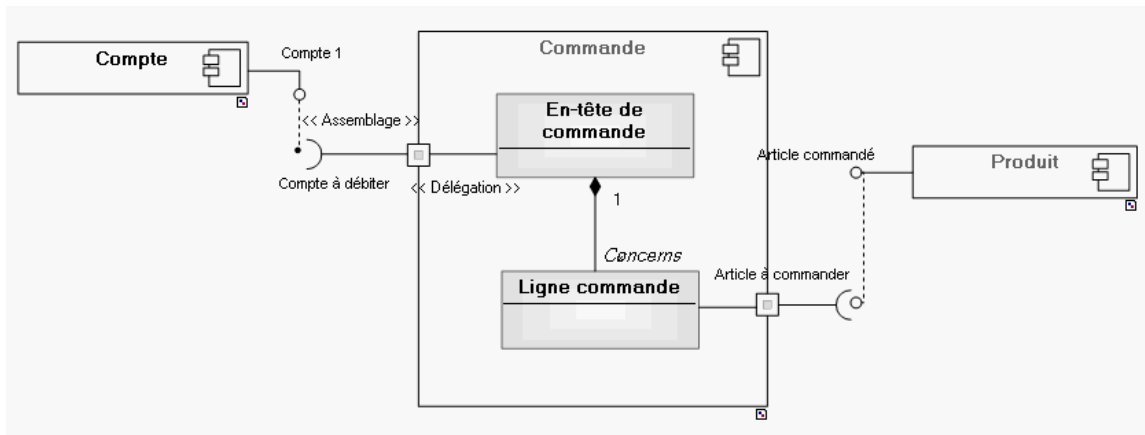 Compte
Compte 1
Commande
En-tête de
commande
<< Assemblage >>
Compte à débiter
<< Délégation >>
1
Article commandé
Produit
Concerns
Ligne commande
Article à commander